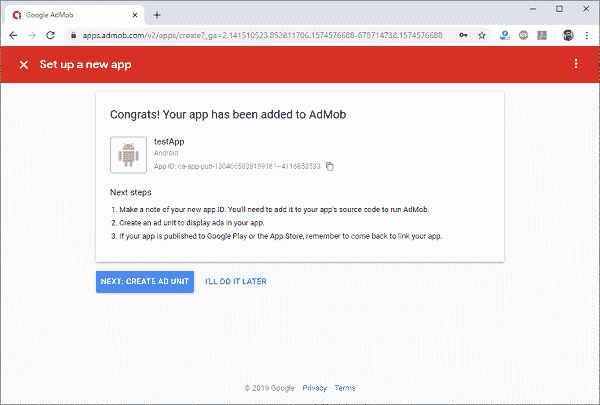 Google AdMob
apps.admob.com/v2/apps/create?_ga=2.141510523.852811706.1574576688-678714738.1574576688
Set up a new app
Congrats! Your app has been added to AdMob
testApp
Android
App ID: ca-app-pub-1304665038199161~4116853533
Next steps
1. Make a note of your new app ID. You'll need to add it to your app's source code to run AdMob.
2. Create an ad unit to display ads in your app.
3. If your app is published to Google Play or the App Store, remember to come back to link your app.
NEXT: CREATE AD UNIT I'LL DO IT LATER
© 2019 Google Privacy Terms